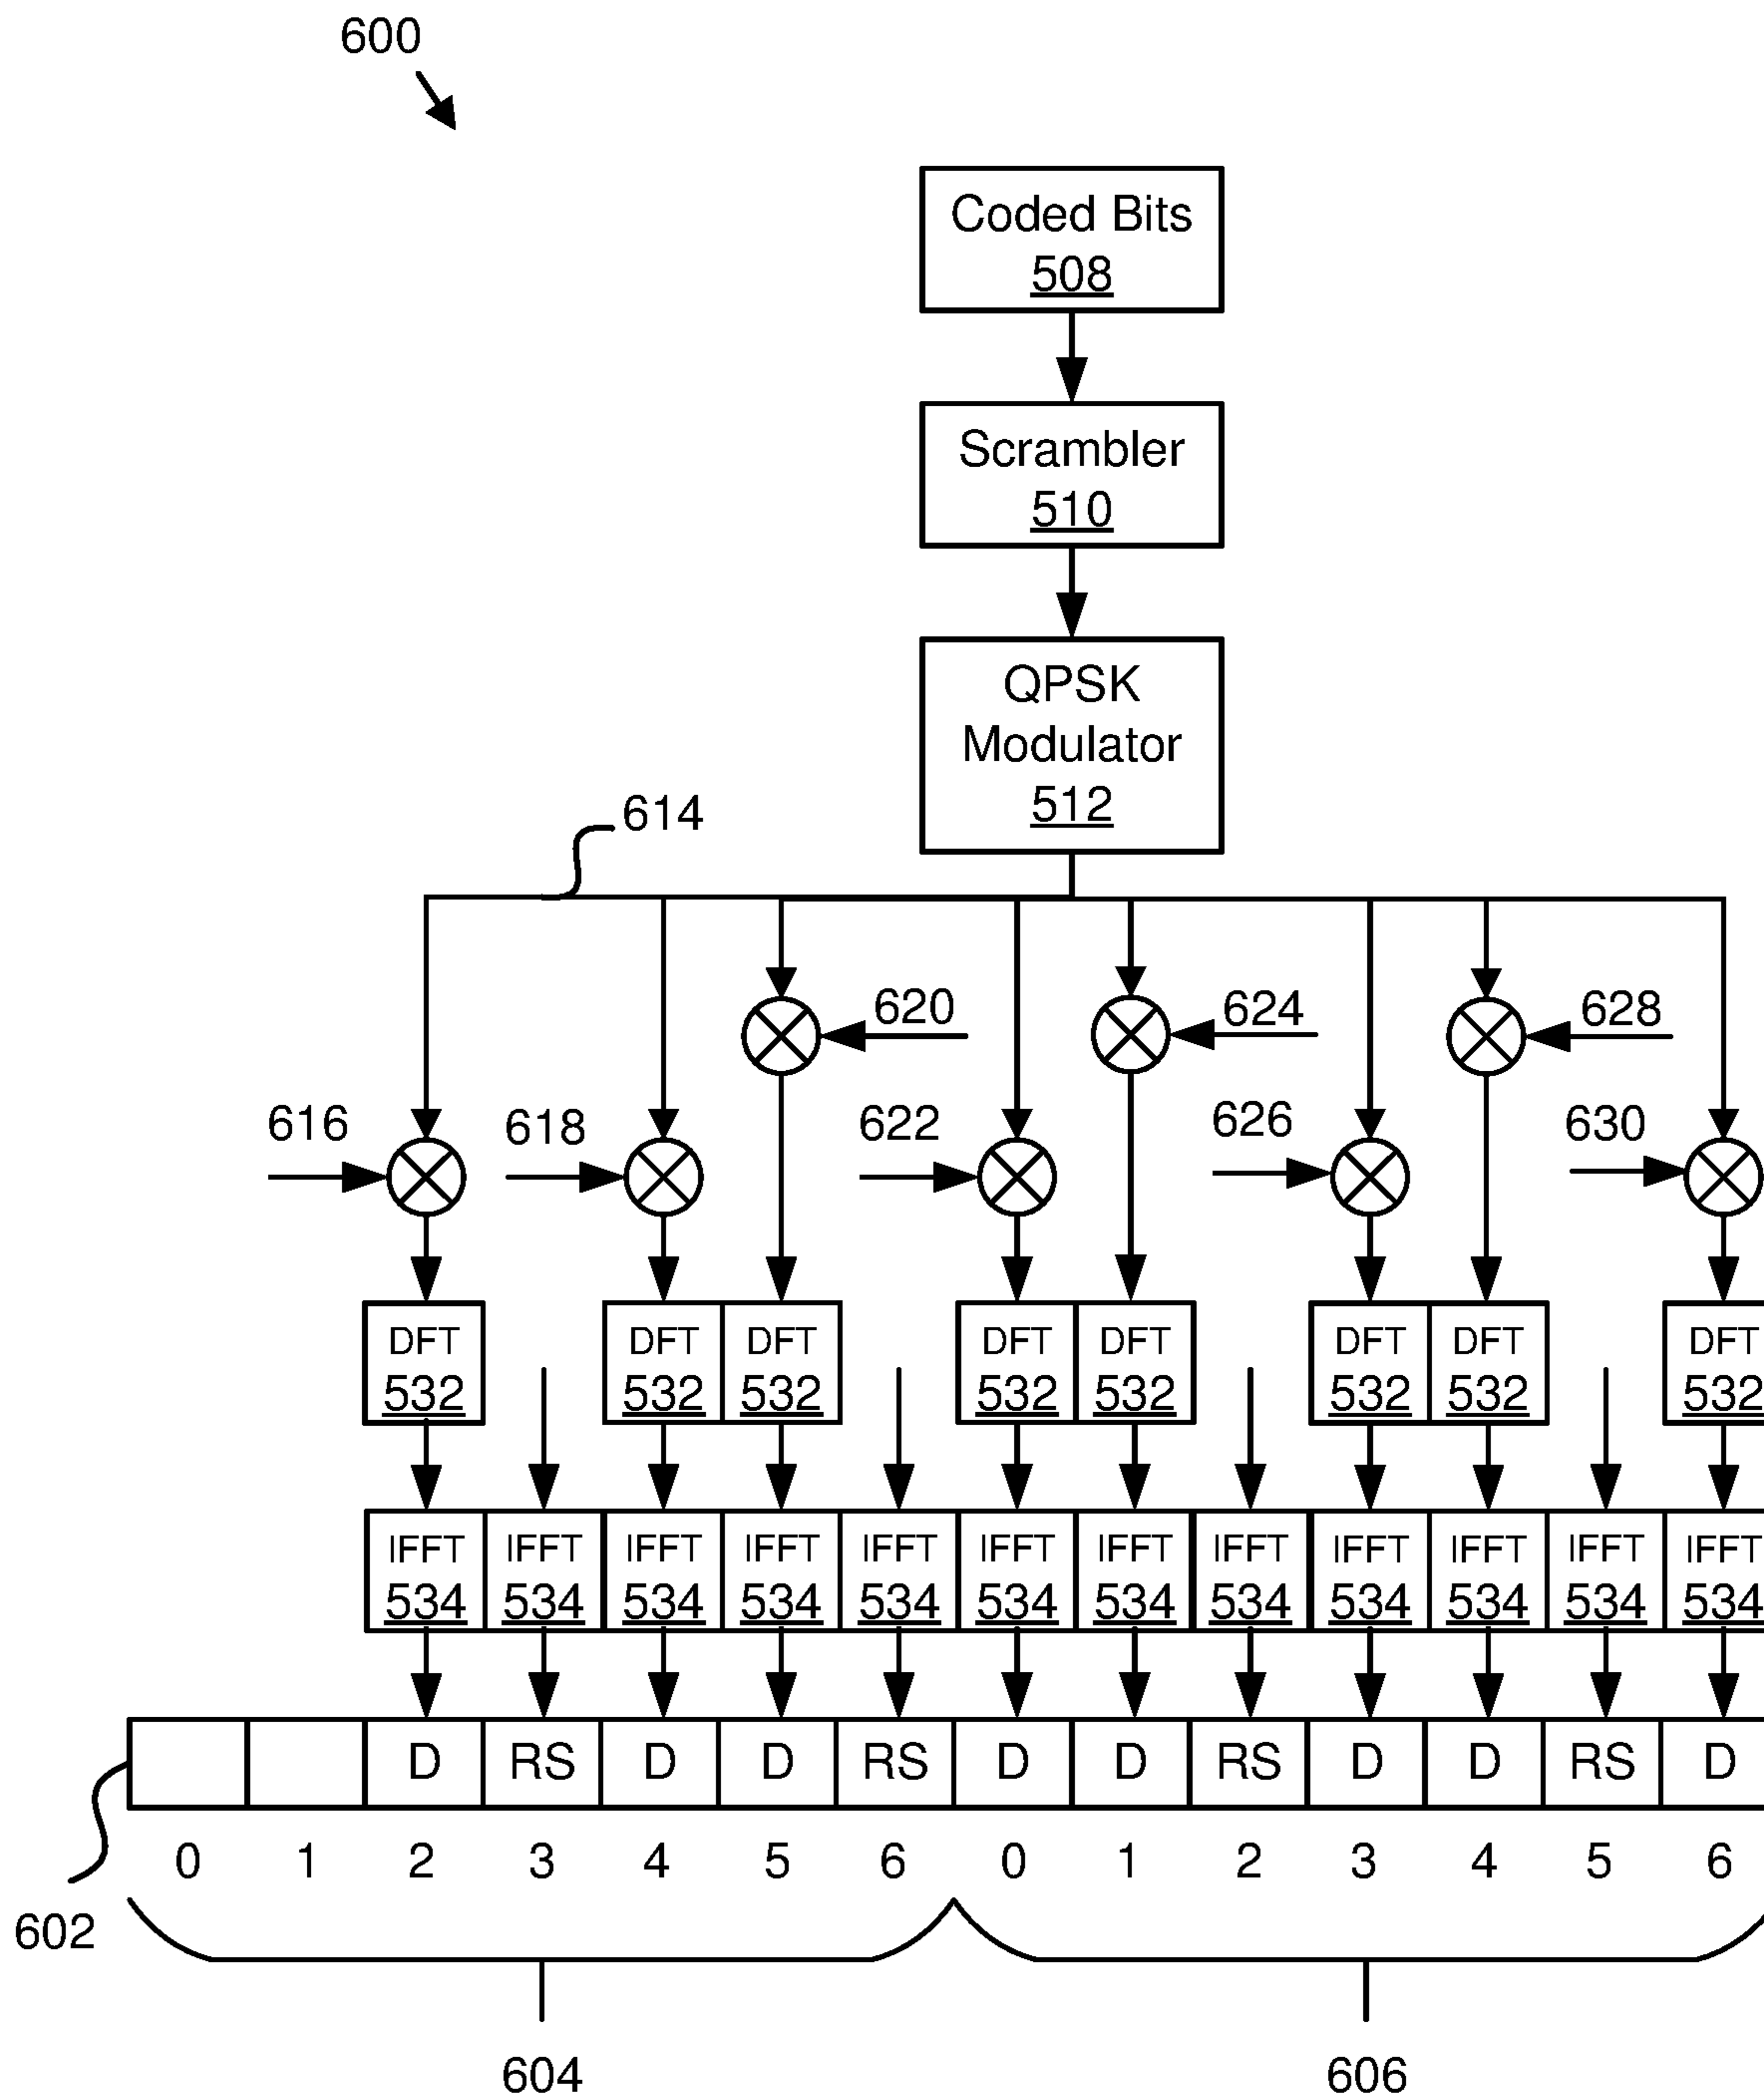 600
Coded Bits
508
Scrambler
510
QPSK
Modulator
512
614
620 624 628
616 618 622 626 630
DFT DFT DFT DFT DFT DFT DFT DFT
532 532 532 532 532 532 532 532
IFFT IFFT IFFT IFFT IFFT IFFT IFFT IFFT IFFT IFFT IFFT IFFT
534 534 534 534 534 534 534 534 534 534 534 534
D RS D D RS D D RS D D RS D
0 1 2 3 4 5 6 0 1 2 3 4 5 6
602
604 606